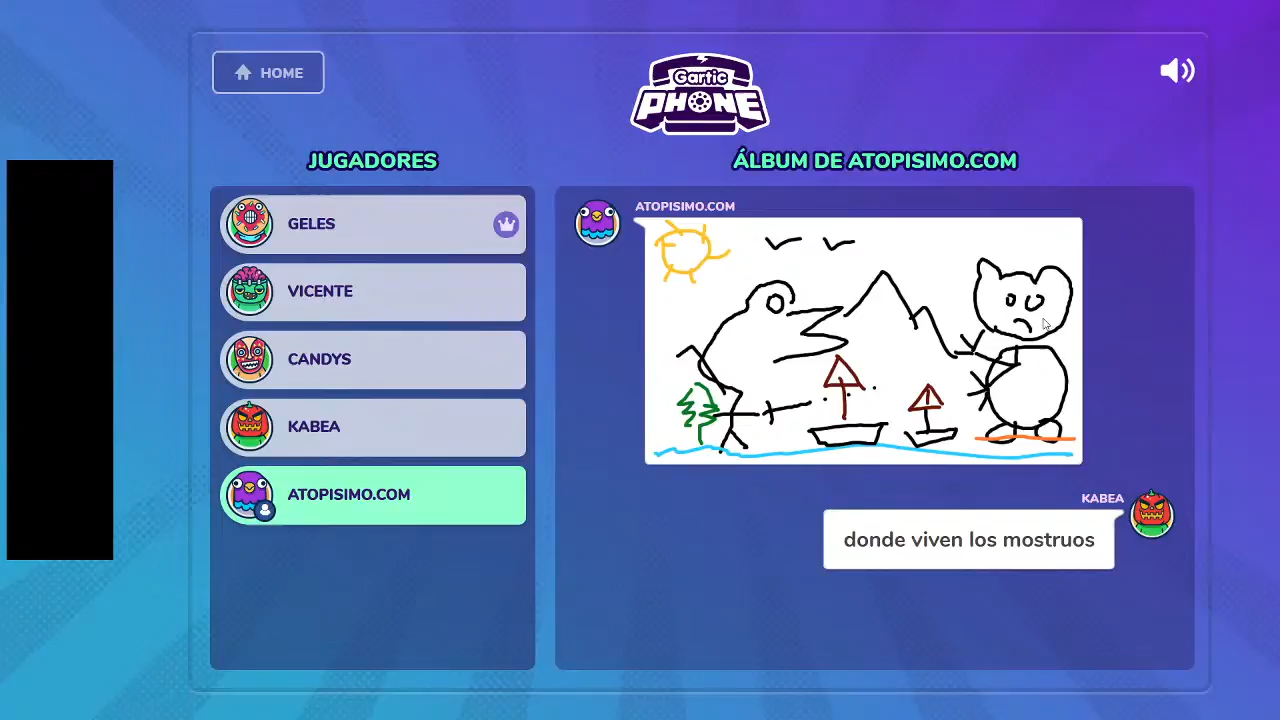 HOME
Gartic
PHONE
JUGADORES
ÁLBUM DE ATOPISIMO.COM
GELES
VICENTE
CANDYS
KABEA
ATOPISIMO.COM
ATOPISIMO.COM
KABEA
donde viven los mostruos